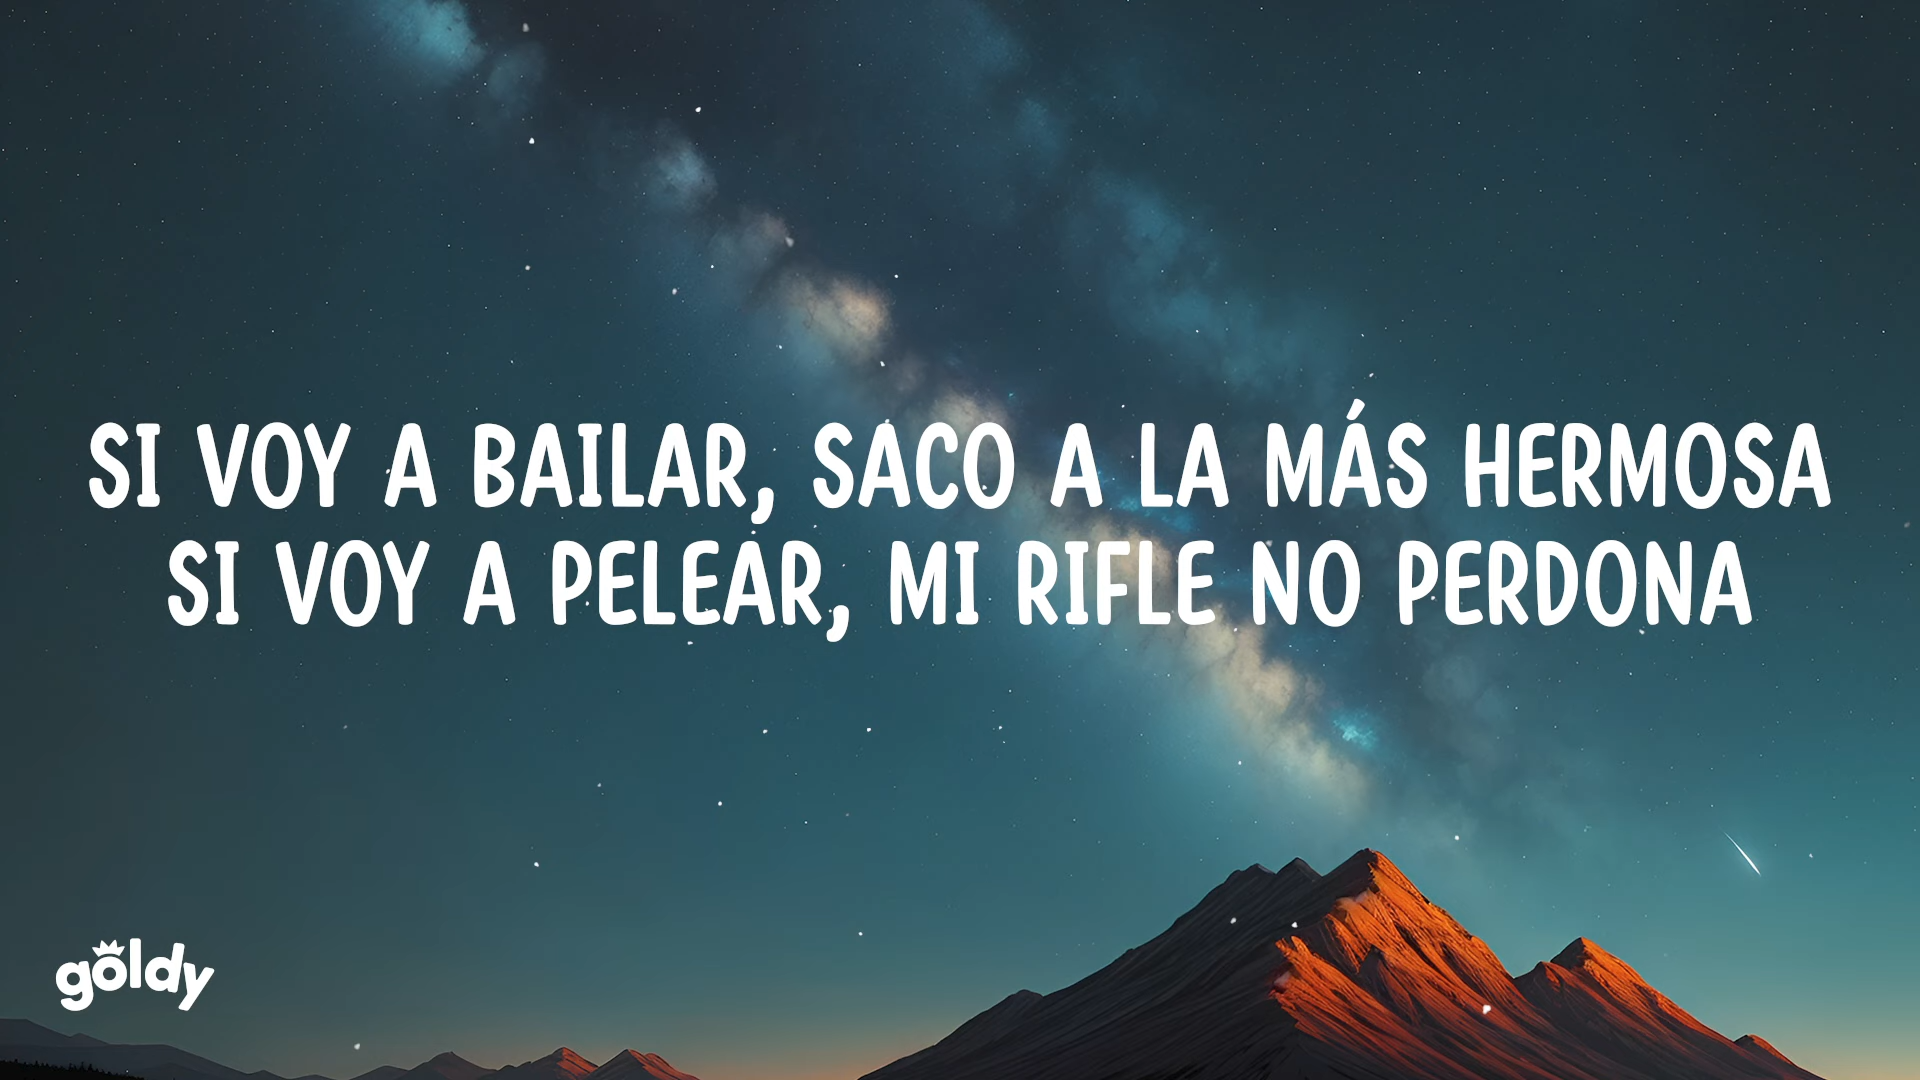 SI VOY A BAILAR, SACO A LA MÁS HERMOSA
SI VOY A PELEAR, MI RIFLE NO PERDONA
goldy